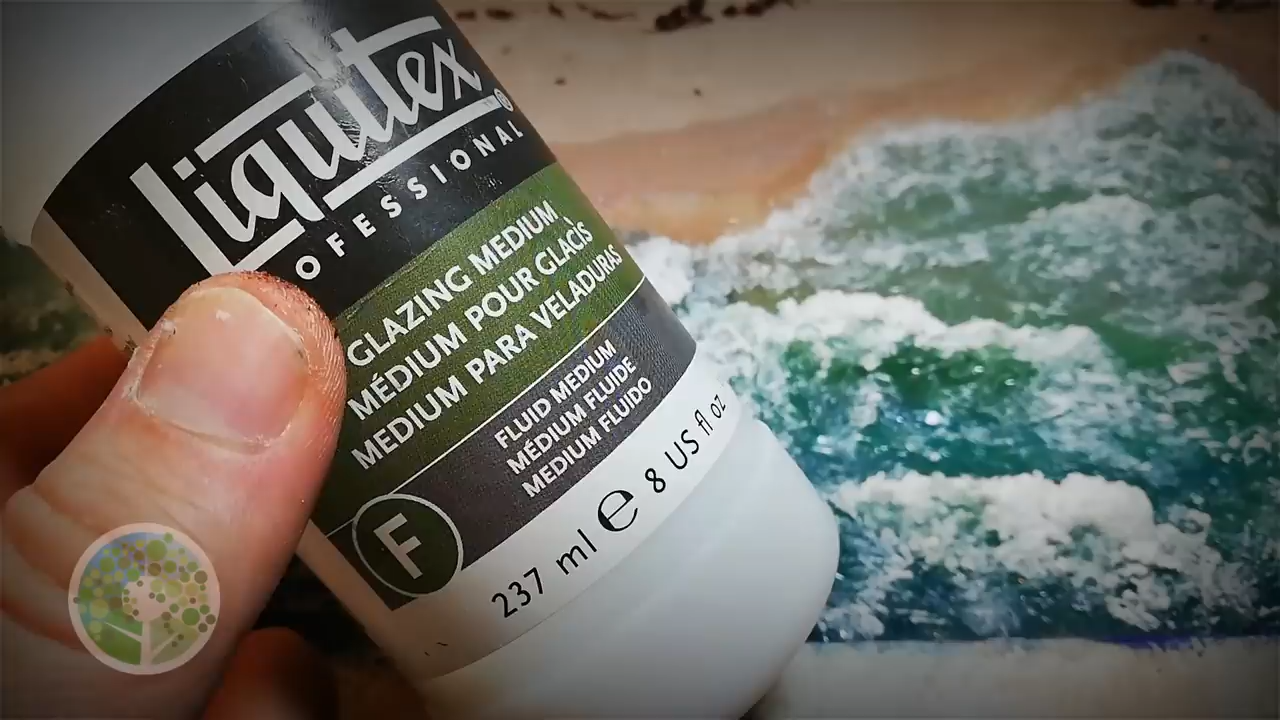 Liquitex®
OFESSIONAL
GLAZING MEDIUM
MÉDIUM POUR GLACIS
MEDIUM PARA VELADURAS
FLUID MEDIUM
MÉDIUM FLUIDE
MEDIUM FLUIDO
F
237 ml e 8 US fl oz